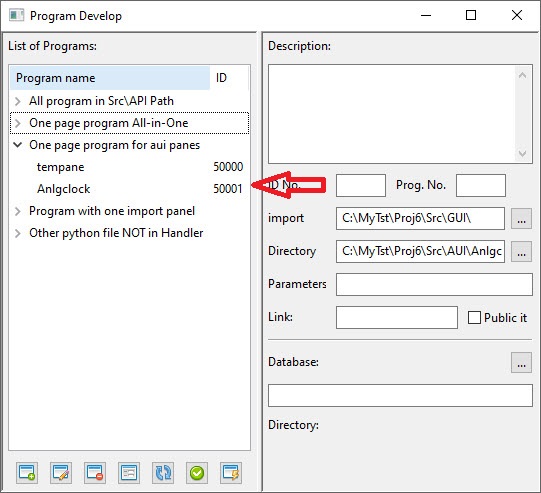 Program Develop
List of Programs:
Program name ID
All program in Src\API Path
One page program All-in-One
One page program for aui panes
tempane 50000
Anlgclock 50001
Program with one import panel
Other python file NOT in Handler
Description:
ID No. Prog. No.
import C:\MyTst\Proj6\Src\GUI\ ...
Directory C:\MyTst\Proj6\Src\AUI\Anlgc ...
Parameters
Link: Public it
Database: ...
Directory: